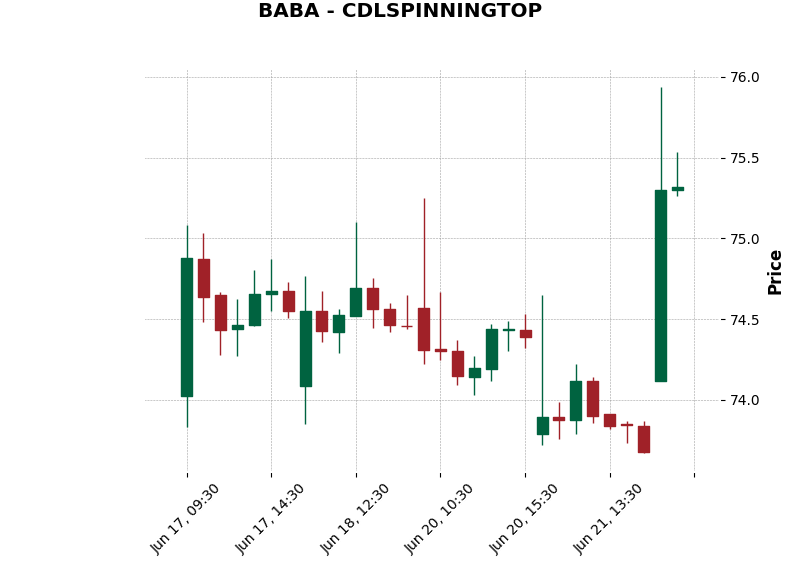 BABA - CDLSPINNINGTOP
76.0
75.5
75.0
74.5
74.0
Price
Jun 17, 09:30
Jun 17, 14:30
Jun 18, 12:30
Jun 20, 10:30
Jun 20, 15:30
Jun 21, 13:30